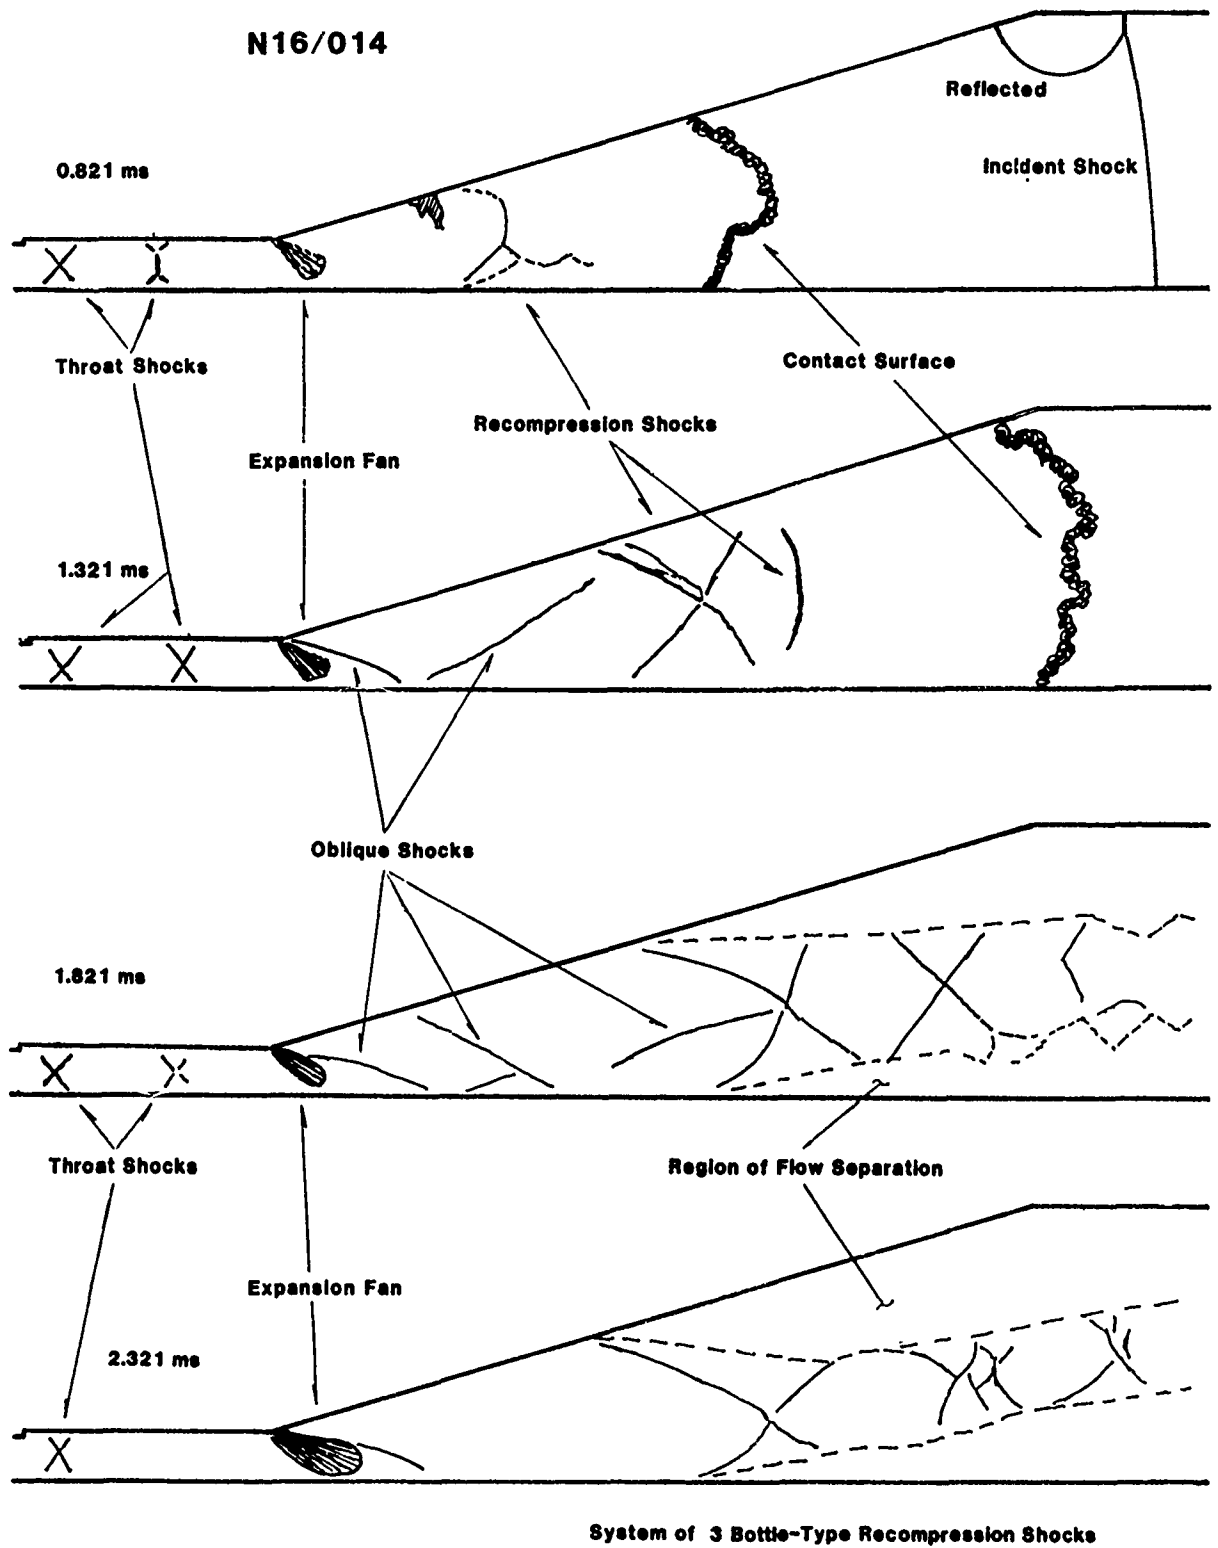 N16/014
Reflected
0.821 ms
Incident Shock
Throat Shocks
Contact Surface
Recompression Shocks
Expansion Fan
1.321 ms
Oblique Shocks
1.821 ms
Throat Shocks
Region of Flow Separation
Expansion Fan
2.321 ms
System of 3 Bottle-Type Recompression Shocks